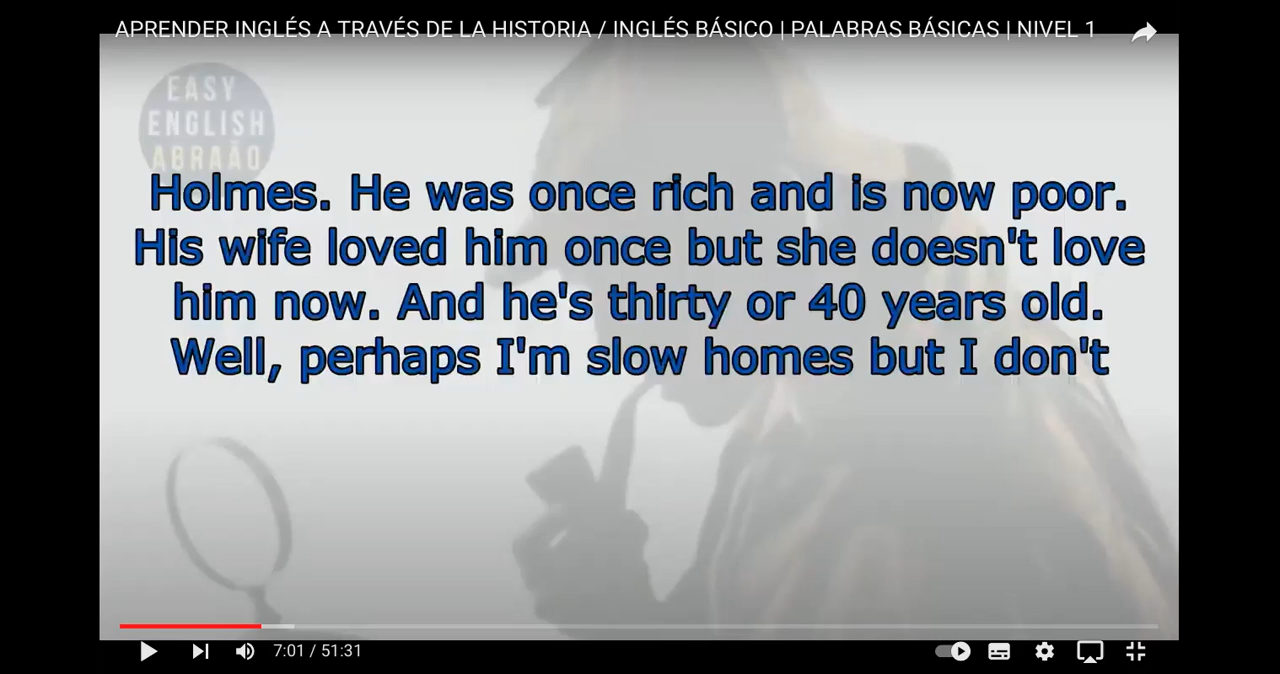 APRENDER INGLÉS A TRAVÉS DE LA HISTORIA / INGLÉS BÁSICO | PALABRAS BÁSICAS | NIVEL 1
EASY
ENGLISH
ABRAÃO
Holmes. He was once rich and is now poor.
His wife loved him once but she doesn't love
him now. And he's thirty or 40 years old.
Well, perhaps I'm slow homes but I don't
7:01 / 51:31